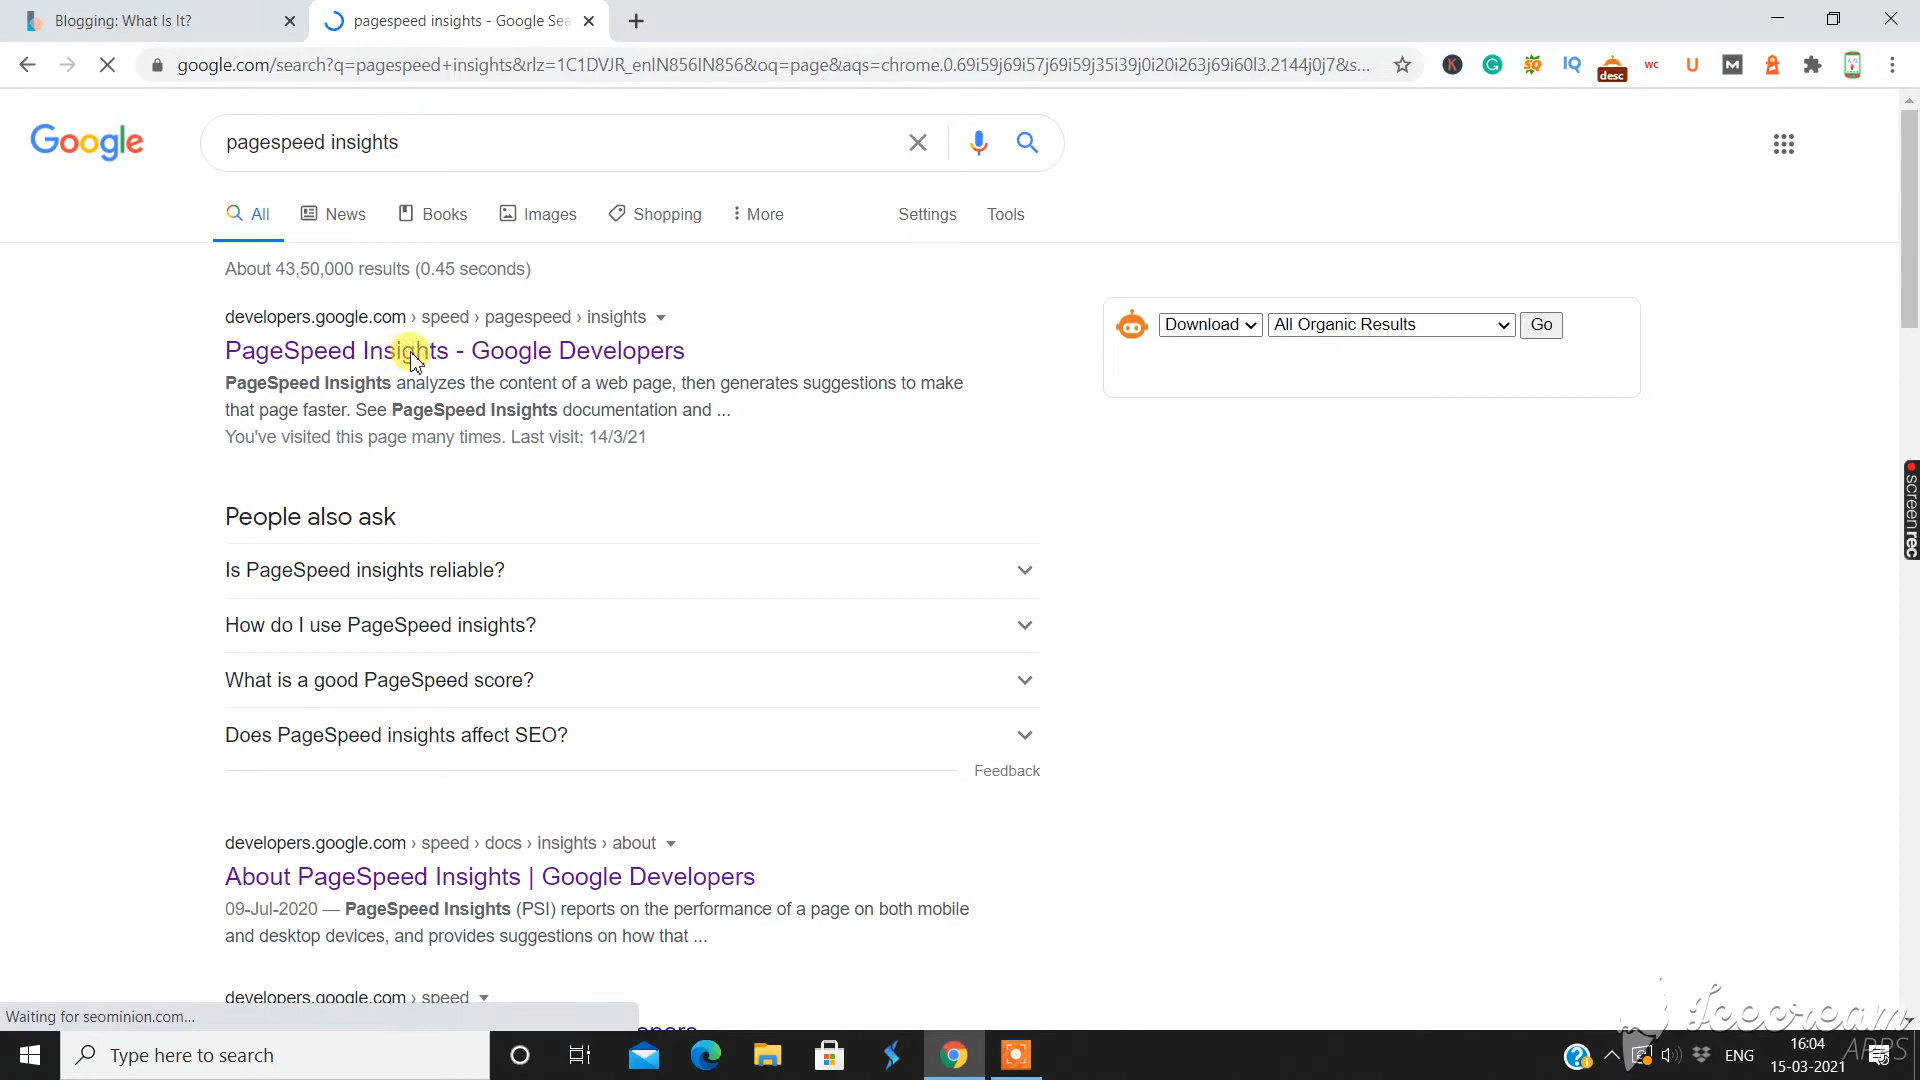 Blogging: What Is It?
pagespeed insights - Google Sea
google.com/search?q=pagespeed+insights&rlz=1C1DVJR_enIN856IN856&oq=page&aqs=chrome.0.69i59j69i57j69i59j35i39j0i20i263j69i60l3.2144j0j7&s...
desc
WC
IQ
Google
pagespeed insights
All
News
Books
Images
Shopping
More
Settings
Tools
About 43,50,000 results (0.45 seconds)
developers.google.com › speed › pagespeed › insights
PageSpeed Insights - Google Developers
PageSpeed Insights analyzes the content of a web page, then generates suggestions to make
that page faster. See PageSpeed Insights documentation and ...
You've visited this page many times. Last visit: 14/3/21
Download
All Organic Results
Go
People also ask
Is PageSpeed insights reliable?
How do I use PageSpeed insights?
What is a good PageSpeed score?
Does PageSpeed insights affect SEO?
Feedback
screenrec
developers.google.com › speed › docs › insights › about
About PageSpeed Insights | Google Developers
09-Jul-2020 — PageSpeed Insights (PSI) reports on the performance of a page on both mobile
and desktop devices, and provides suggestions on how that ...
developers.google.com › speed
Waiting for seominion.com...
Icecream
APPS
Type here to search
ENG
16:04
15-03-2021